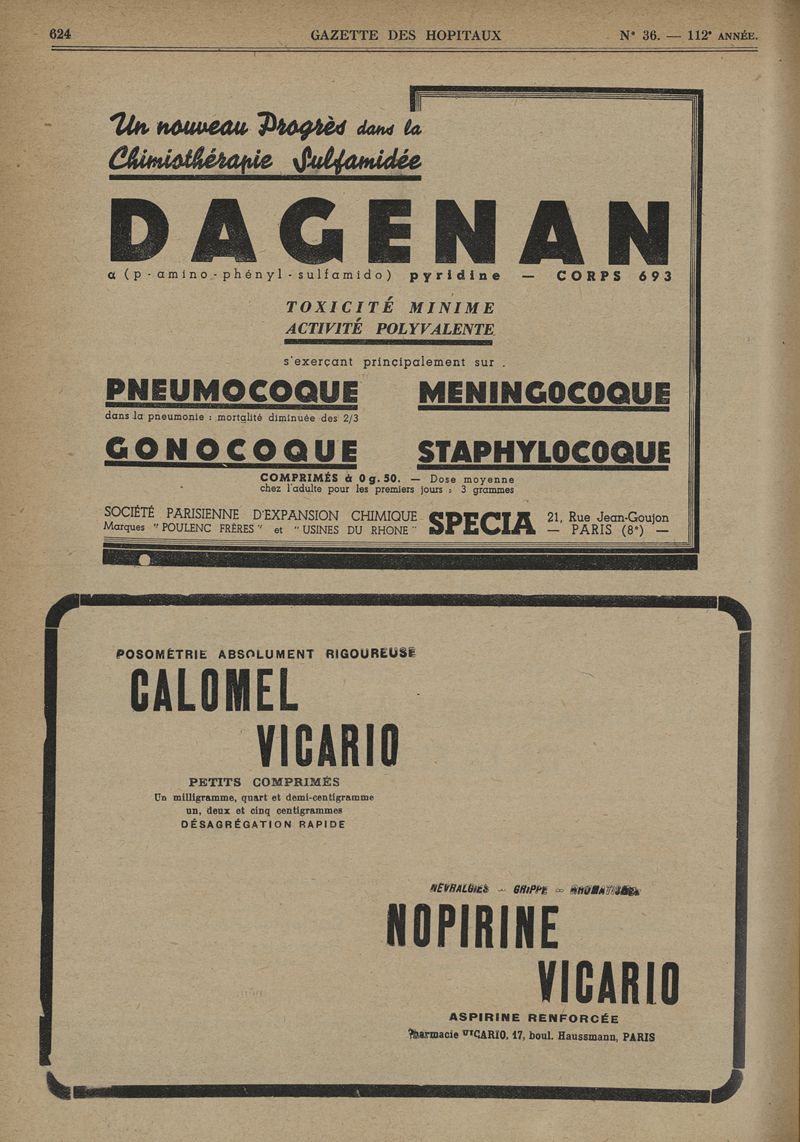 624
GAZETTE DES HOPITAUX
N° 36. — 112e ANNÉE.
Un nouveau Progrès dans la
Chimiothérapie Sulfamidée
DAGENAN
α (p - amino - phényl - sulfamido) pyridine — CORPS 693
TOXICITÉ MINIME
ACTIVITÉ POLYVALENTE
s'exerçant principalement sur :
PNEUMOCOQUE MENINGOCOQUE
dans la pneumonie : mortalité diminuée des 2/3
GONOCOQUE STAPHYLOCOQUE
COMPRIMÉS à 0 g. 50. — Dose moyenne
chez l'adulte pour les premiers jours : 3 grammes
SOCIÉTÉ PARISIENNE D'EXPANSION CHIMIQUE
Marques "POULENC FRÈRES" et "USINES DU RHONE"
SPECIA
21, Rue Jean-Goujon
— PARIS (8e) —
POSOMÉTRIE ABSOLUMENT RIGOUREUSE
CALOMEL
VICARIO
PETITS COMPRIMÉS
Un milligramme, quart et demi-centigramme
un, deux et cinq centigrammes
DÉSAGRÉGATION RAPIDE
NÉVRALGIES — GRIPPE — RHUMATISMES
NOPIRINE
VICARIO
ASPIRINE RENFORCÉE
Pharmacie VICARIO, 17, boul. Haussmann, PARIS